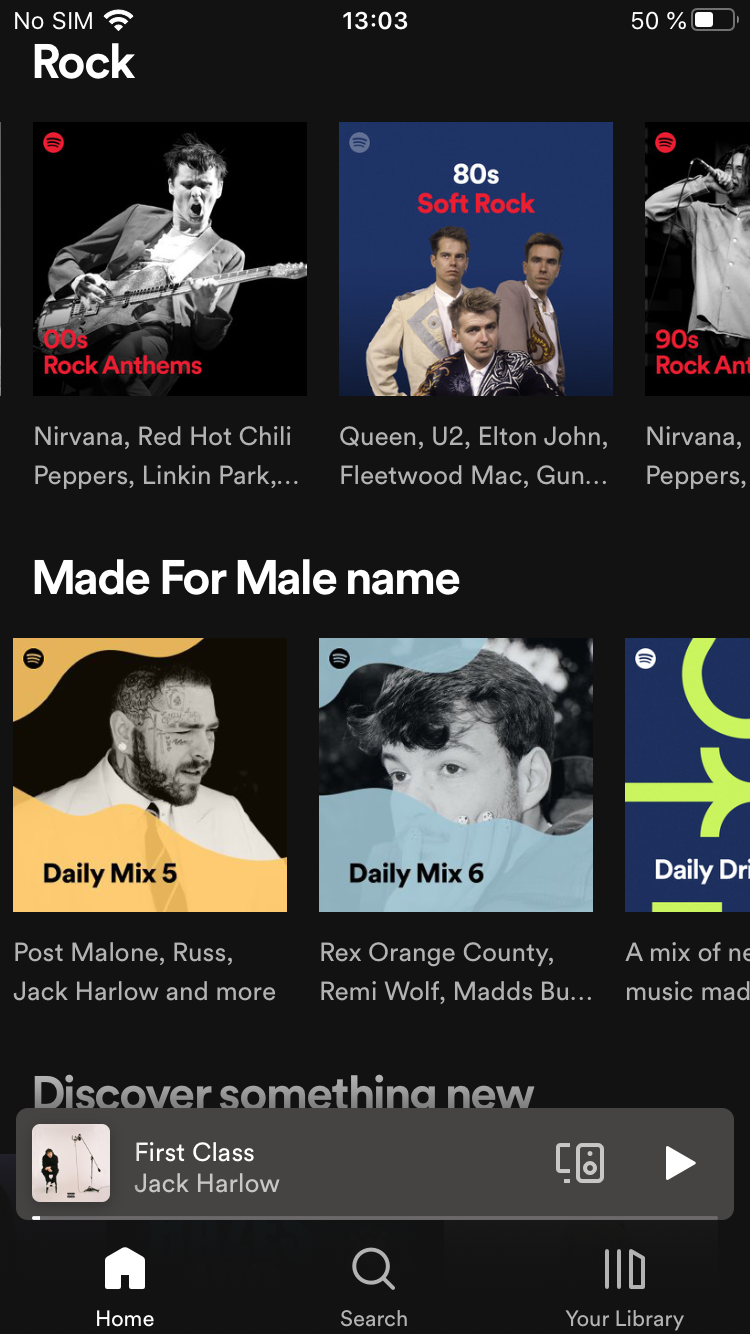 No SIM 13:03 50 %
Rock
00s
Rock Anthems
80s
Soft Rock
90s
Rock Ant
Nirvana, Red Hot Chili
Peppers, Linkin Park,...
Queen, U2, Elton John,
Fleetwood Mac, Gun...
Nirvana,
Peppers,
Made For Male name
Daily Mix 5
Daily Mix 6
Daily Dri
Post Malone, Russ,
Jack Harlow and more
Rex Orange County,
Remi Wolf, Madds Bu...
A mix of ne
music mad
Discover something new
First Class
Jack Harlow
Home
Search
Your Library